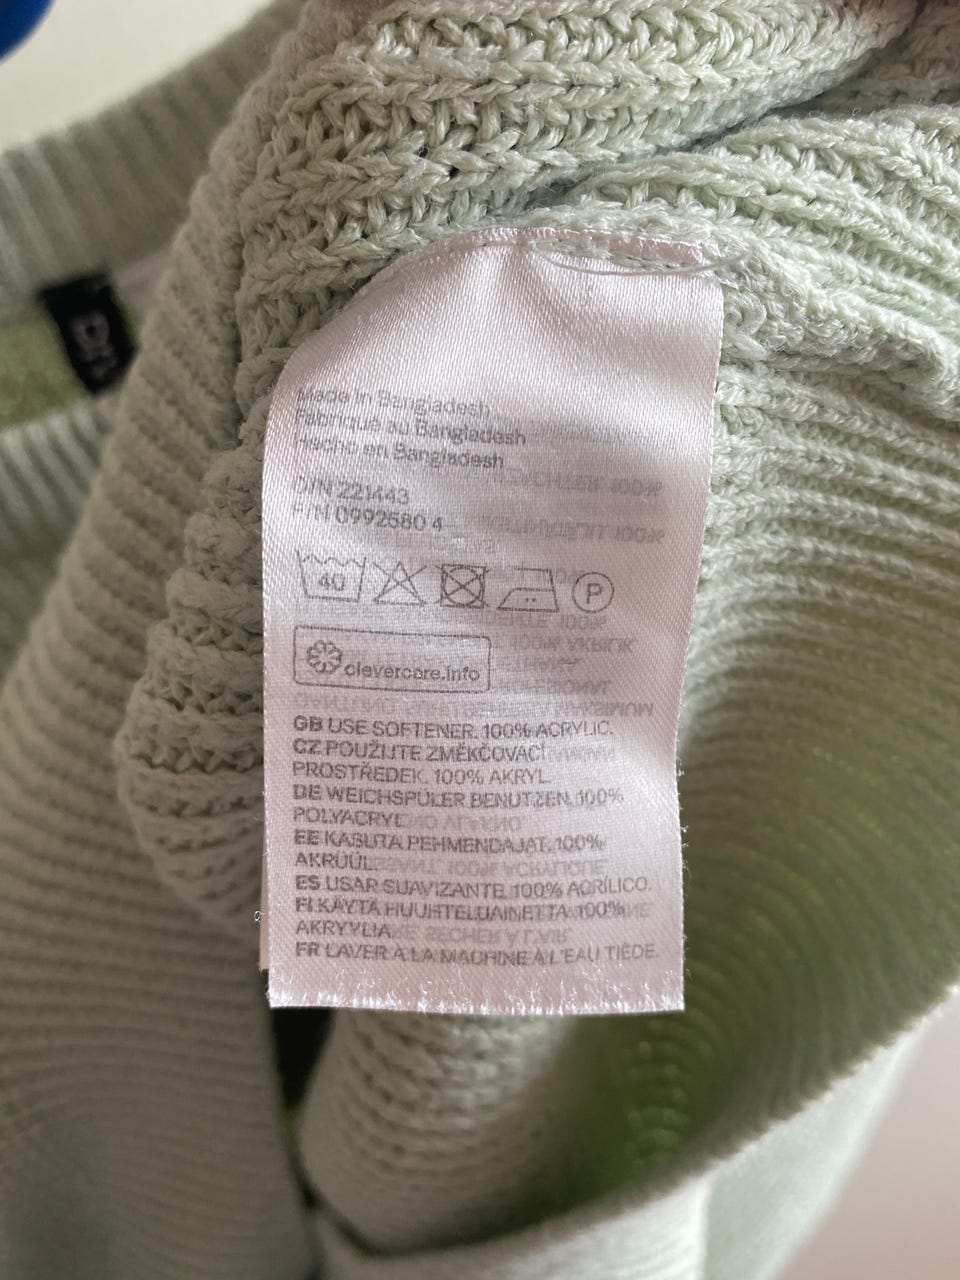 Made in Bangladesh
Fabriqué au Bangladesh
Hecho en Bangladesh
D/N 221443
F/N 0992580 4
40
P
clevercare.info
GB USE SOFTENER. 100% ACRYLIC.
CZ POUŽIJTE ZMĚKČOVACÍ
PROSTŘEDEK. 100% AKRYL.
DE WEICHSPÜLER BENUTZEN. 100%
POLYACRYL.
EE KASUTA PEHMENDAJAT. 100%
AKRÜÜL.
ES USAR SUAVIZANTE. 100% ACRÍLICO.
FI KÄYTÄ HUUHTELUAINETTA. 100%
AKRYYLIA.
FR LAVER À LA MACHINE À L'EAU TIÈDE.